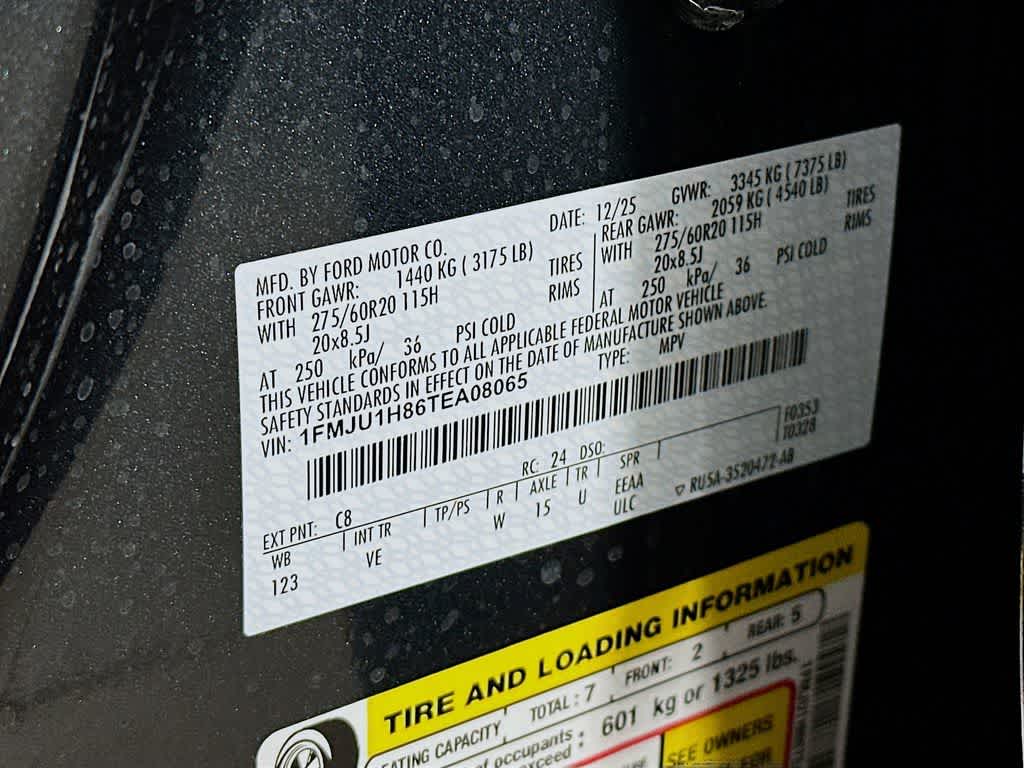 MFD. BY FORD MOTOR CO.
DATE: 12/25 GVWR: 3345 KG ( 7375 LB)
FRONT GAWR: 1440 KG ( 3175 LB)
REAR GAWR: 2059 KG ( 4540 LB)
WITH 275/60R20 115H TIRES
WITH 275/60R20 115H TIRES
20x8.5J RIMS
20x8.5J RIMS
AT 250 kPa/ 36 PSI COLD
AT 250 kPa/ 36 PSI COLD
THIS VEHICLE CONFORMS TO ALL APPLICABLE FEDERAL MOTOR VEHICLE
SAFETY STANDARDS IN EFFECT ON THE DATE OF MANUFACTURE SHOWN ABOVE.
VIN: 1FMJU1H86TEA08065 TYPE: MPV
F0353
T0328
EXT PNT: C8 RC: 24 DSO:
WB INT TR TP/PS R AXLE TR SPR
123 VE W 15 U EEAA
ULC
▽ RU5A-3520472-AB
TIRE AND LOADING INFORMATION
SEATING CAPACITY TOTAL: 7 FRONT: 2 REAR: 5
of occupants
exceed : 601 kg or 1325 lbs.
SEE OWNERS